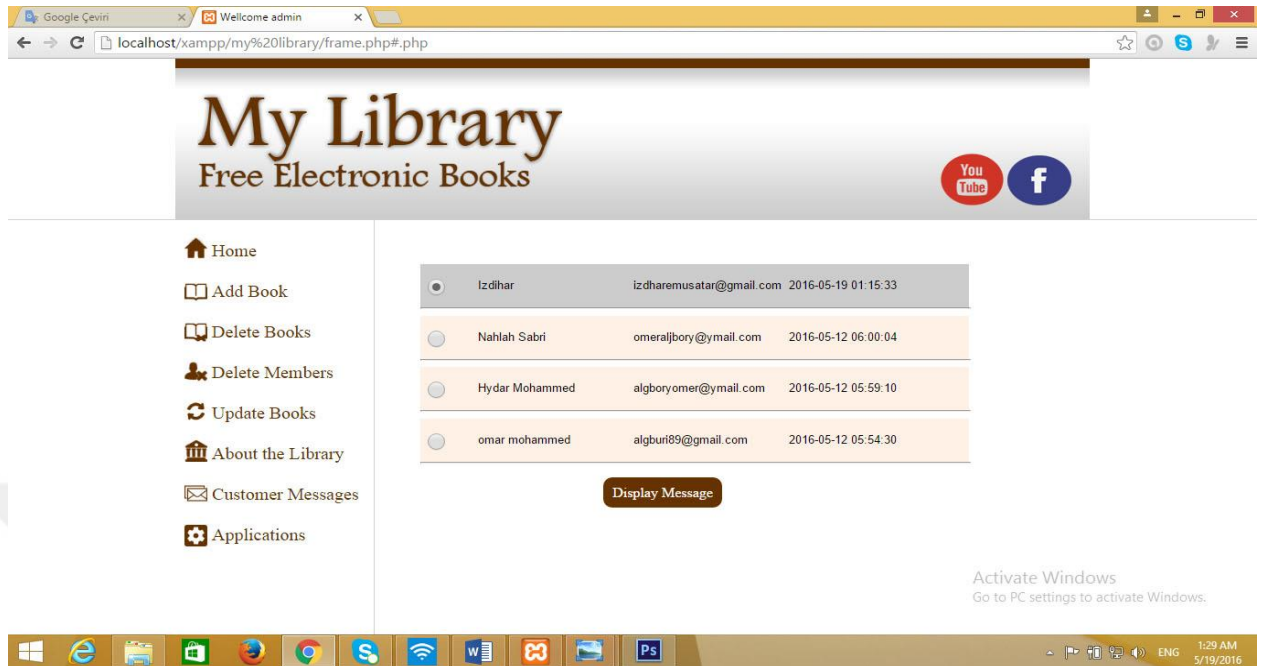 Google Çeviri
Wellcome admin
localhost/xampp/my%20library/frame.php#.php
My Library
Free Electronic Books
You
Tube
f
Home
Add Book
Delete Books
Delete Members
Update Books
About the Library
Customer Messages
Applications
Izdihar izdharemusatar@gmail.com 2016-05-19 01:15:33
Nahlah Sabri omeraljbory@ymail.com 2016-05-12 06:00:04
Hydar Mohammed algboryomer@ymail.com 2016-05-12 05:59:10
omar mohammed algburi89@gmail.com 2016-05-12 05:54:30
Display Message
Activate Windows
Go to PC settings to activate Windows.
Ps
ENG
1:29 AM
5/19/2016